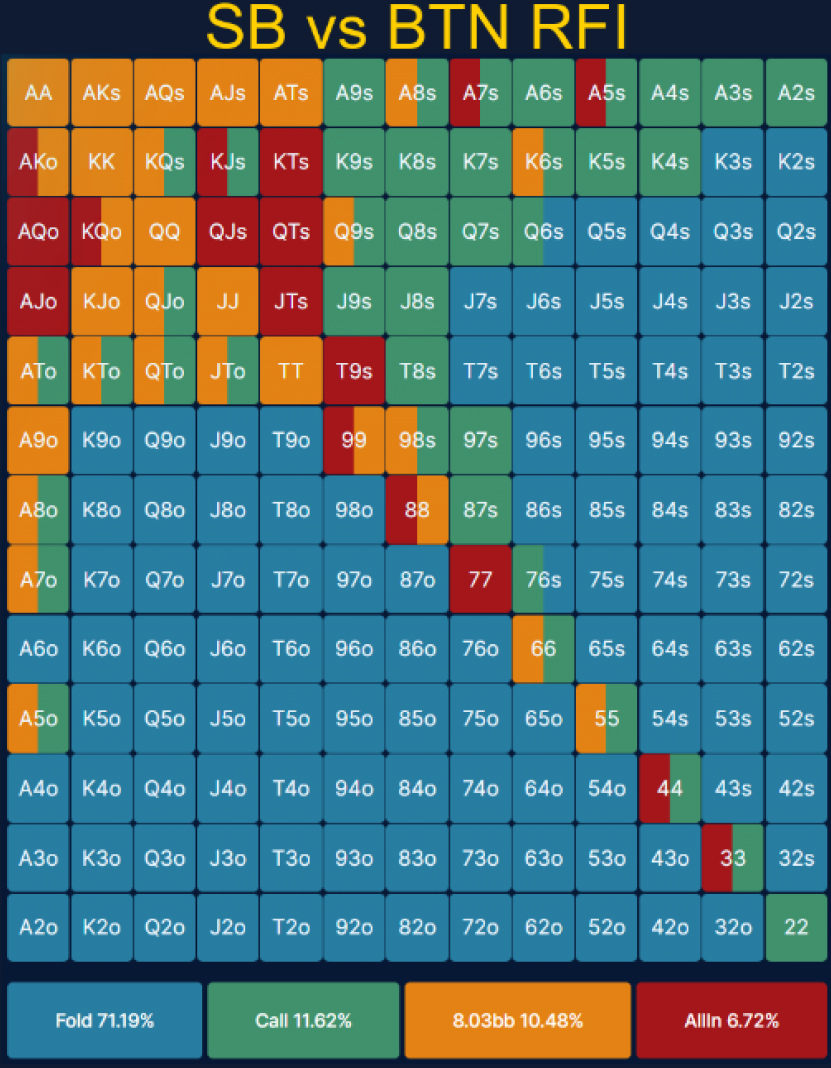 SB vs BTN RFI
AA AKs AQs AJs ATs A9s A8s A7s A6s A5s A4s A3s A2s
AKo KK KQs KJs KTs K9s K8s K7s K6s K5s K4s K3s K2s
AQo KQo QQ QJs QTs Q9s Q8s Q7s Q6s Q5s Q4s Q3s Q2s
AJo KJo QJo JJ JTs J9s J8s J7s J6s J5s J4s J3s J2s
ATo KTo QTo JTo TT T9s T8s T7s T6s T5s T4s T3s T2s
A9o K9o Q9o J9o T9o 99 98s 97s 96s 95s 94s 93s 92s
A8o K8o Q8o J8o T8o 98o 88 87s 86s 85s 84s 83s 82s
A7o K7o Q7o J7o T7o 97o 87o 77 76s 75s 74s 73s 72s
A6o K6o Q6o J6o T6o 96o 86o 76o 66 65s 64s 63s 62s
A5o K5o Q5o J5o T5o 95o 85o 75o 65o 55 54s 53s 52s
A4o K4o Q4o J4o T4o 94o 84o 74o 64o 54o 44 43s 42s
A3o K3o Q3o J3o T3o 93o 83o 73o 63o 53o 43o 33 32s
A2o K2o Q2o J2o T2o 92o 82o 72o 62o 52o 42o 32o 22
Fold 71.19% Call 11.62% 8.03bb 10.48% AllIn 6.72%